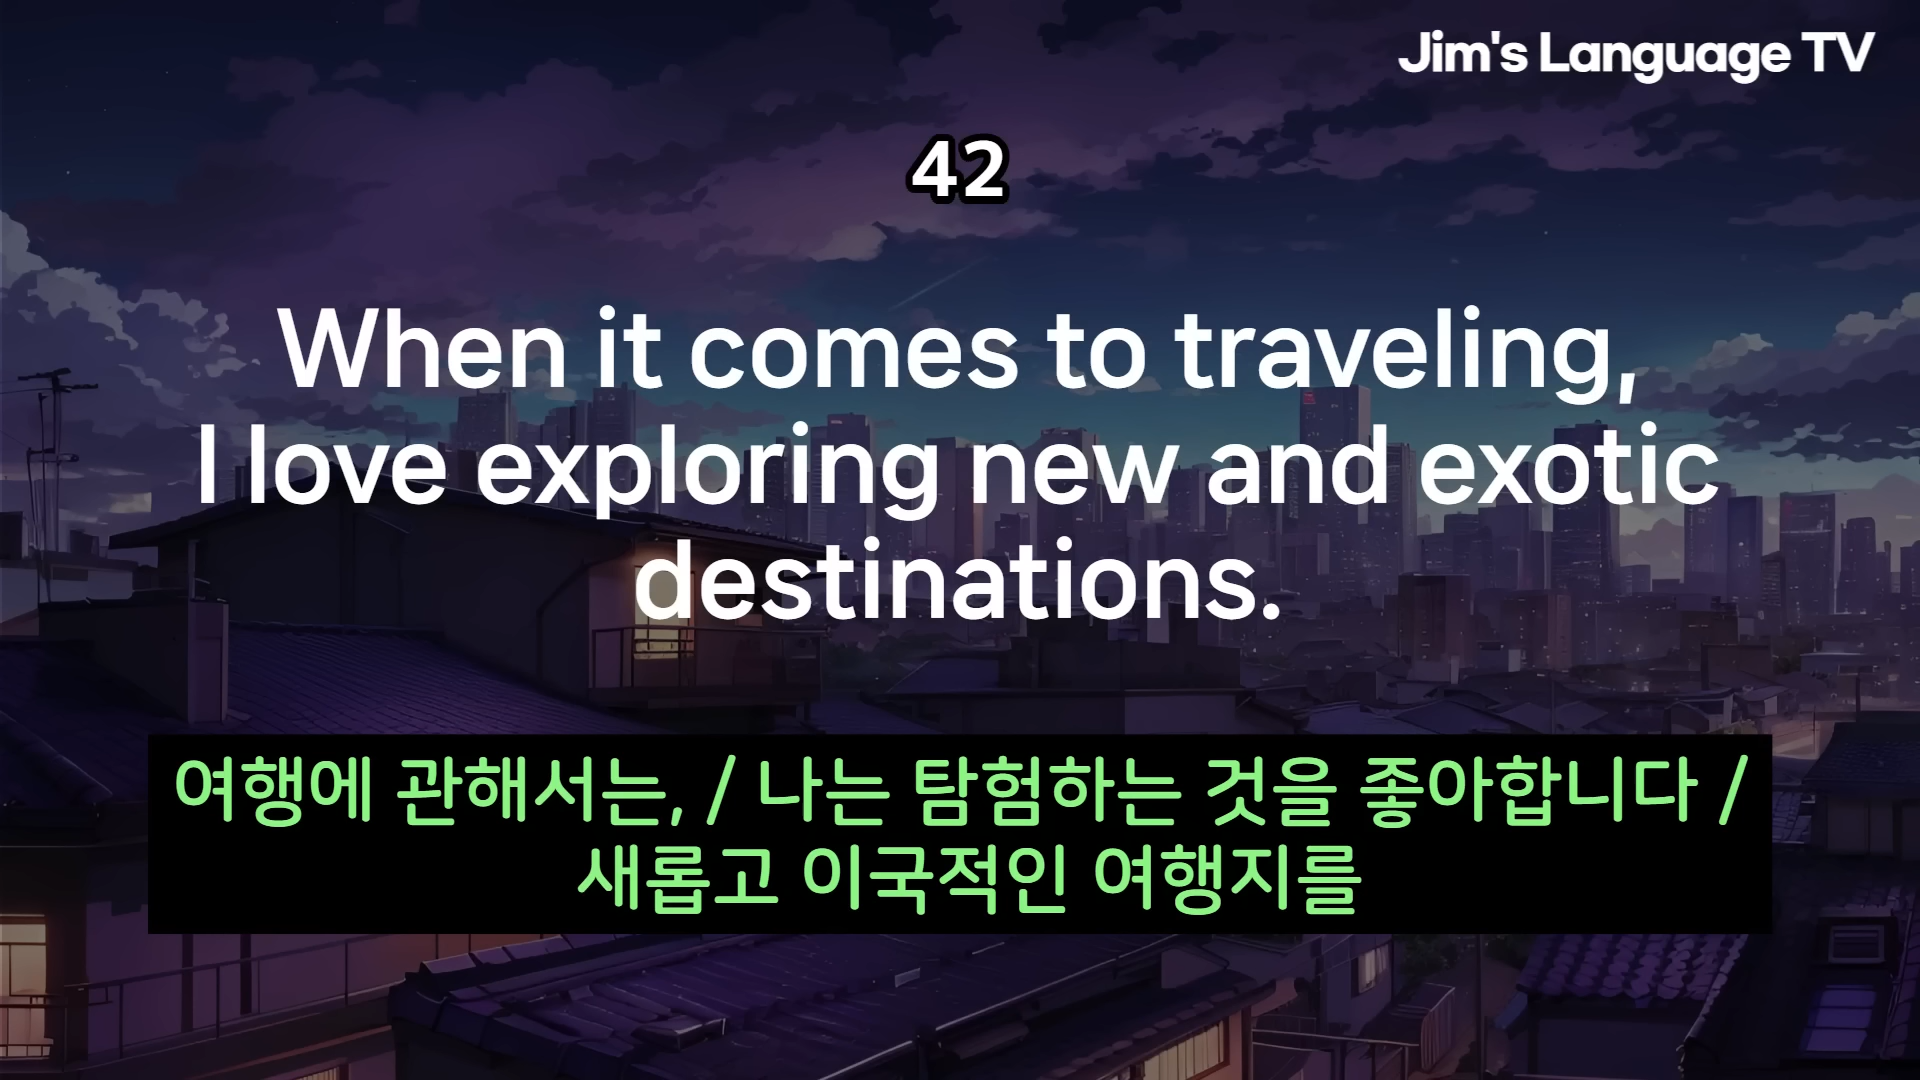 Jim's Language TV
42
When it comes to traveling,
I love exploring new and exotic
destinations.
여행에 관해서는, / 나는 탐험하는 것을 좋아합니다 /
새롭고 이국적인 여행지를